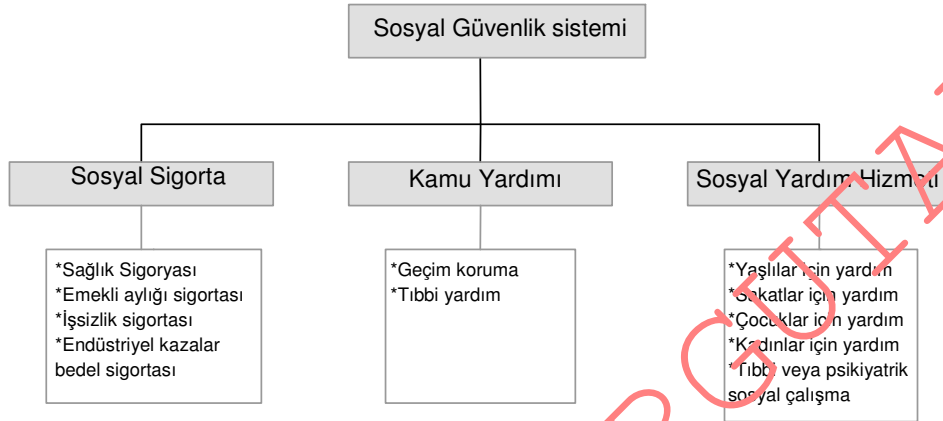 Sosyal Güvenlik sistemi
Sosyal Sigorta
Kamu Yardımı
Sosyal Yardım Hizmeti
*Sağlık Sigoryası
*Emekli aylığı sigortası
*İşsizlik sigortası
*Endüstriyel kazalar
bedel sigortası
*Geçim koruma
*Tıbbi yardım
*Yaşlılar için yardım
*Sakatlar için yardım
*Çocuklar için yardım
*Kadınlar için yardım
*Tıbbi veya psikiyatrik
sosyal çalışma